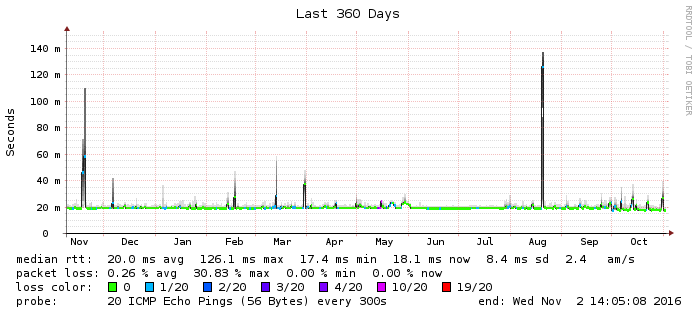 Last 360 Days
RRDTOOL / TOBI OETIKER
Seconds
140 m
120 m
100 m
80 m
60 m
40 m
20 m
0
Nov Dec Jan Feb Mar Apr May Jun Jul Aug Sep Oct
median rtt: 20.0 ms avg 126.1 ms max 17.4 ms min 18.1 ms now 8.4 ms sd 2.4 am/s
packet loss: 0.26 % avg 30.83 % max 0.00 % min 0.00 % now
loss color: 0 1/20 2/20 3/20 4/20 10/20 19/20
probe: 20 ICMP Echo Pings (56 Bytes) every 300s end: Wed Nov 2 14:05:08 2016